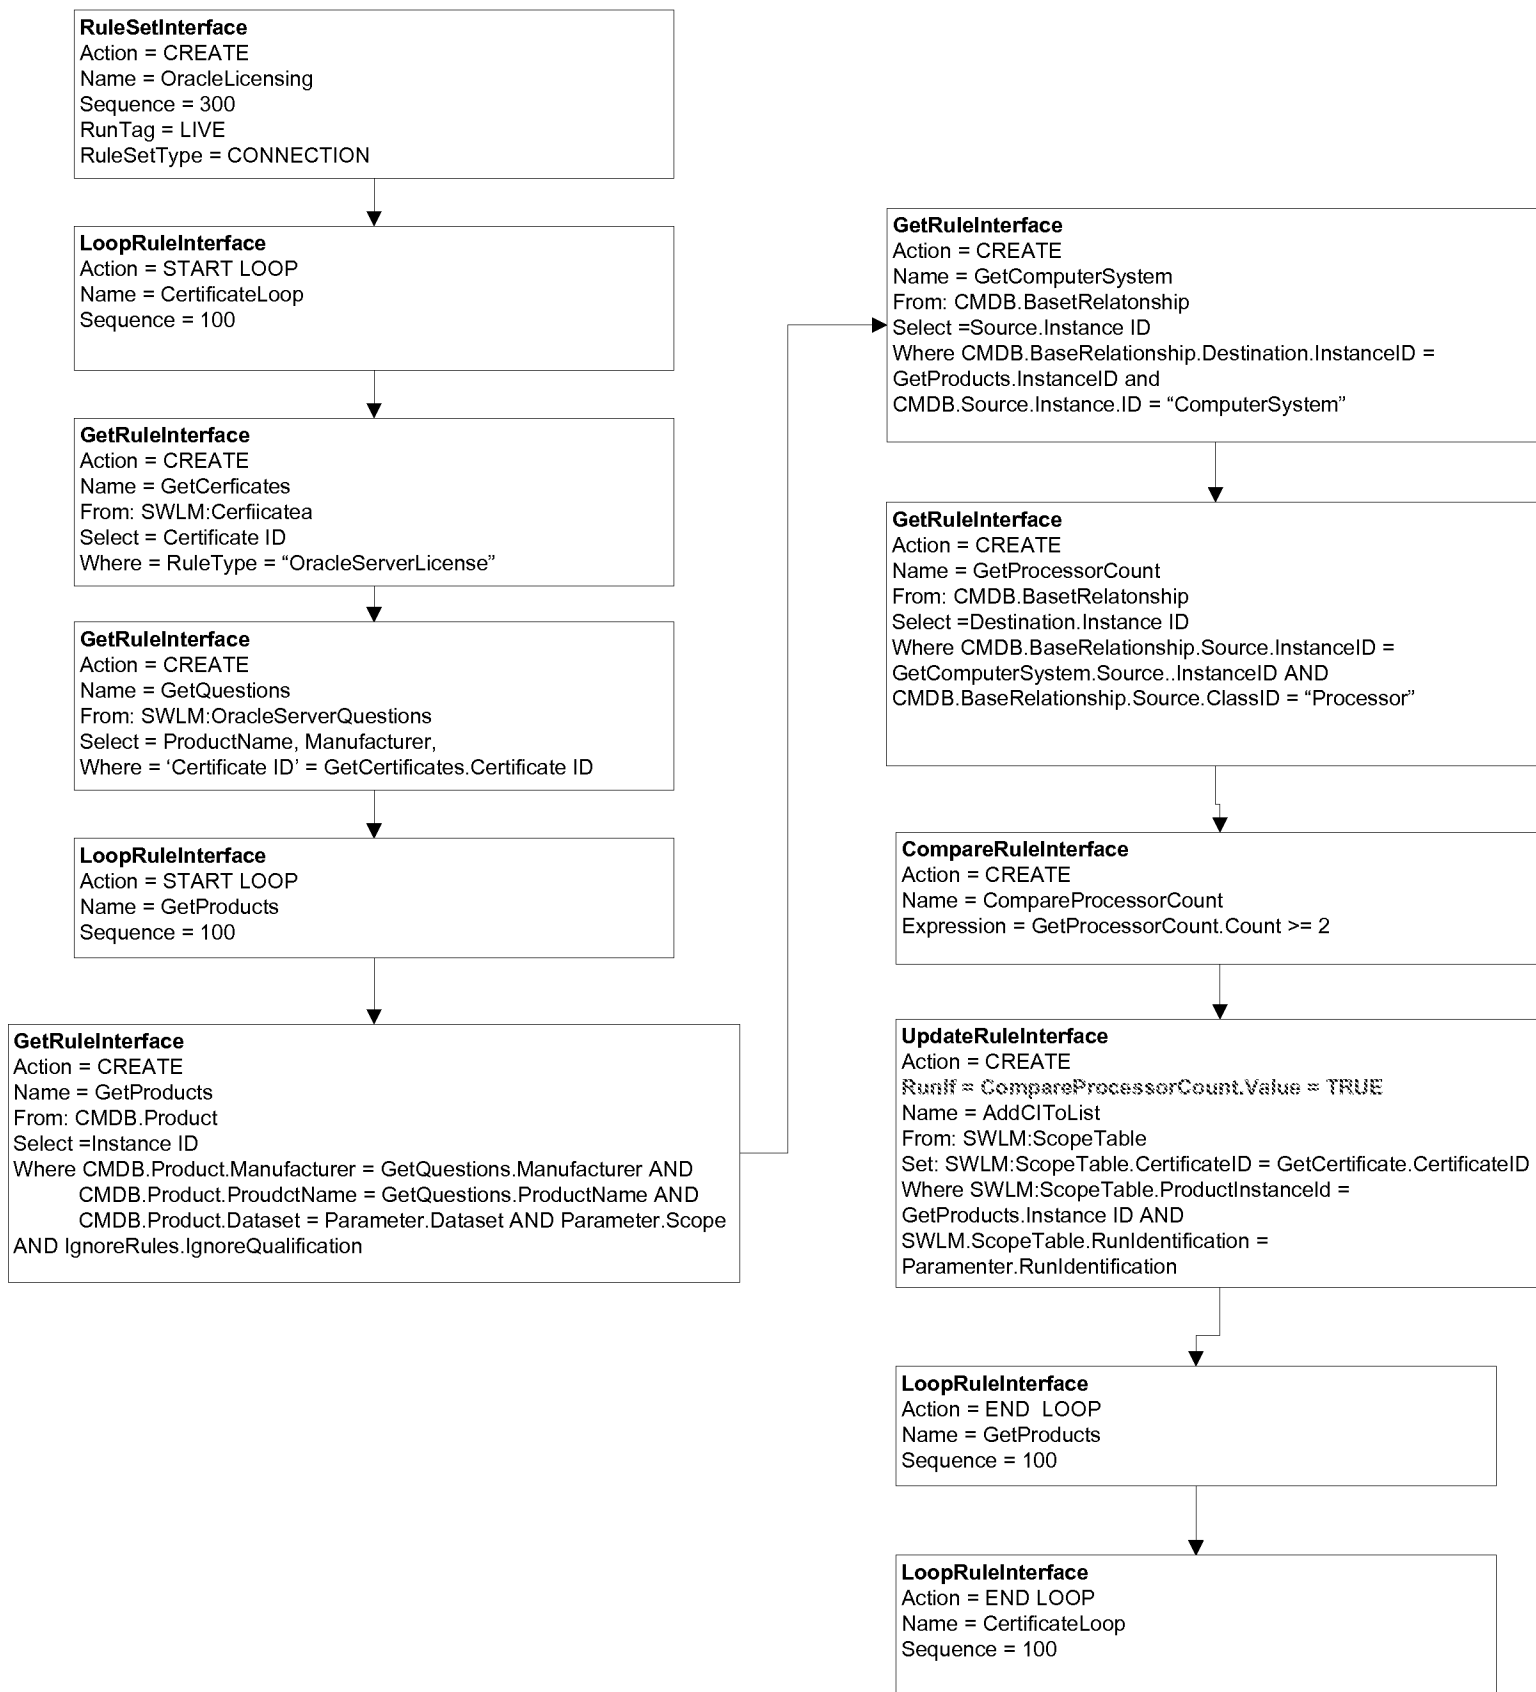 RuleSetInterface
Action = CREATE
Name = OracleLicensing
Sequence = 300
RunTag = LIVE
RuleSetType = CONNECTION
LoopRuleInterface
Action = START LOOP
Name = CertificateLoop
Sequence = 100
GetRuleInterface
Action = CREATE
Name = GetCerficates
From: SWLM:Cerfiicatea
Select = Certificate ID
Where = RuleType = “OracleServerLicense”
GetRuleInterface
Action = CREATE
Name = GetQuestions
From: SWLM:OracleServerQuestions
Select = ProductName, Manufacturer,
Where = ‘Certificate ID’ = GetCertificates.Certificate ID
LoopRuleInterface
Action = START LOOP
Name = GetProducts
Sequence = 100
GetRuleInterface
Action = CREATE
Name = GetProducts
From: CMDB.Product
Select =Instance ID
Where CMDB.Product.Manufacturer = GetQuestions.Manufacturer AND
CMDB.Product.ProudctName = GetQuestions.ProductName AND
CMDB.Product.Dataset = Parameter.Dataset AND Parameter.Scope
AND IgnoreRules.IgnoreQualification
GetRuleInterface
Action = CREATE
Name = GetComputerSystem
From: CMDB.BasetRelatonship
Select =Source.Instance ID
Where CMDB.BaseRelationship.Destination.InstanceID =
GetProducts.InstanceID and
CMDB.Source.Instance.ID = “ComputerSystem”
GetRuleInterface
Action = CREATE
Name = GetProcessorCount
From: CMDB.BasetRelatonship
Select =Destination.Instance ID
Where CMDB.BaseRelationship.Source.InstanceID =
GetComputerSystem.Source..InstanceID AND
CMDB.BaseRelationship.Source.ClassID = “Processor”
CompareRuleInterface
Action = CREATE
Name = CompareProcessorCount
Expression = GetProcessorCount.Count >= 2
UpdateRuleInterface
Action = CREATE
RunIf = CompareProcessorCount.Value = TRUE
Name = AddCIToList
From: SWLM:ScopeTable
Set: SWLM:ScopeTable.CertificateID = GetCertificate.CertificateID
Where SWLM:ScopeTable.ProductInstanceId =
GetProducts.Instance ID AND
SWLM.ScopeTable.RunIdentification =
Paramenter.RunIdentification
LoopRuleInterface
Action = END  LOOP
Name = GetProducts
Sequence = 100
LoopRuleInterface
Action = END LOOP
Name = CertificateLoop
Sequence = 100